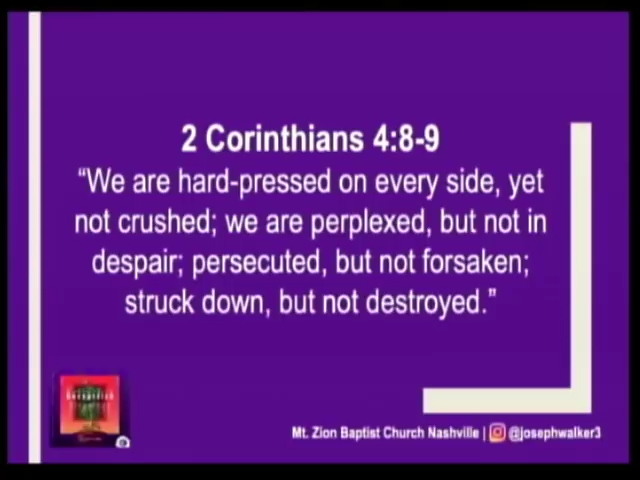 2 Corinthians 4:8-9
“We are hard-pressed on every side, yet
not crushed; we are perplexed, but not in
despair; persecuted, but not forsaken;
struck down, but not destroyed.”
Mt. Zion Baptist Church Nashville | @josephwalker3